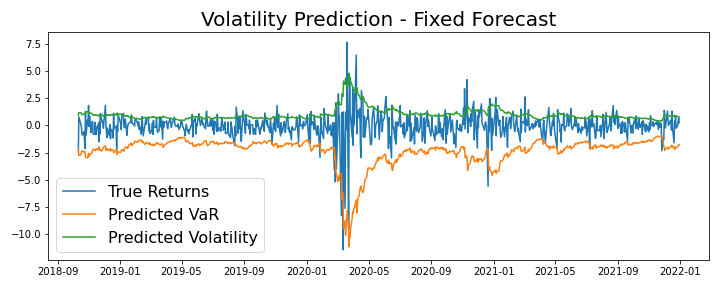 Volatility Prediction - Fixed Forecast
7.5
5.0
2.5
0.0
−2.5
−5.0
−7.5
−10.0
True Returns
Predicted VaR
Predicted Volatility
2018-09 2019-01 2019-05 2019-09 2020-01 2020-05 2020-09 2021-01 2021-05 2021-09 2022-01